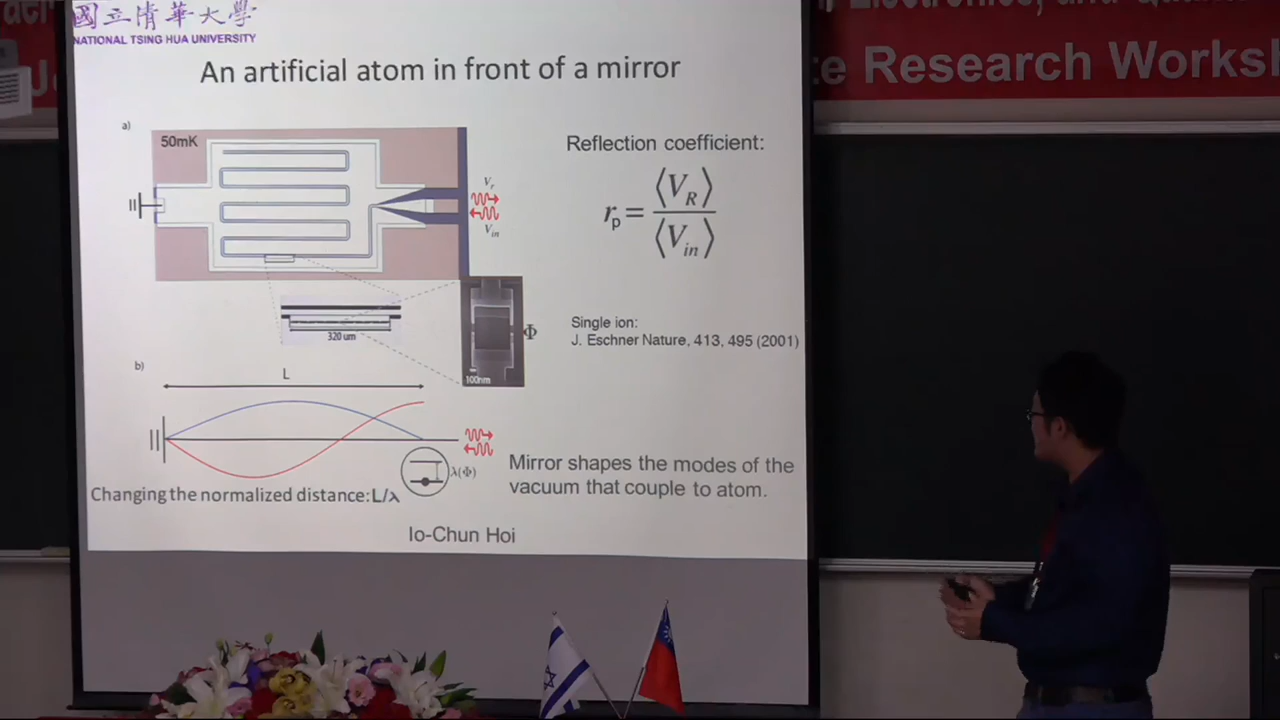 國立清華大學
NATIONAL TSING HUA UNIVERSITY
Electronics, and
Research
An artificial atom in front of a mirror
a)
50mK
Reflection coefficient:
V_r
V_in
r_p = ⟨V_R⟩ / ⟨V_in⟩
Φ
320 um
100nm
Single ion:
J. Eschner Nature, 413, 495 (2001)
b)
L
λ(Φ)
Changing the normalized distance: L/λ
Mirror shapes the modes of the
vacuum that couple to atom.
Io-Chun Hoi